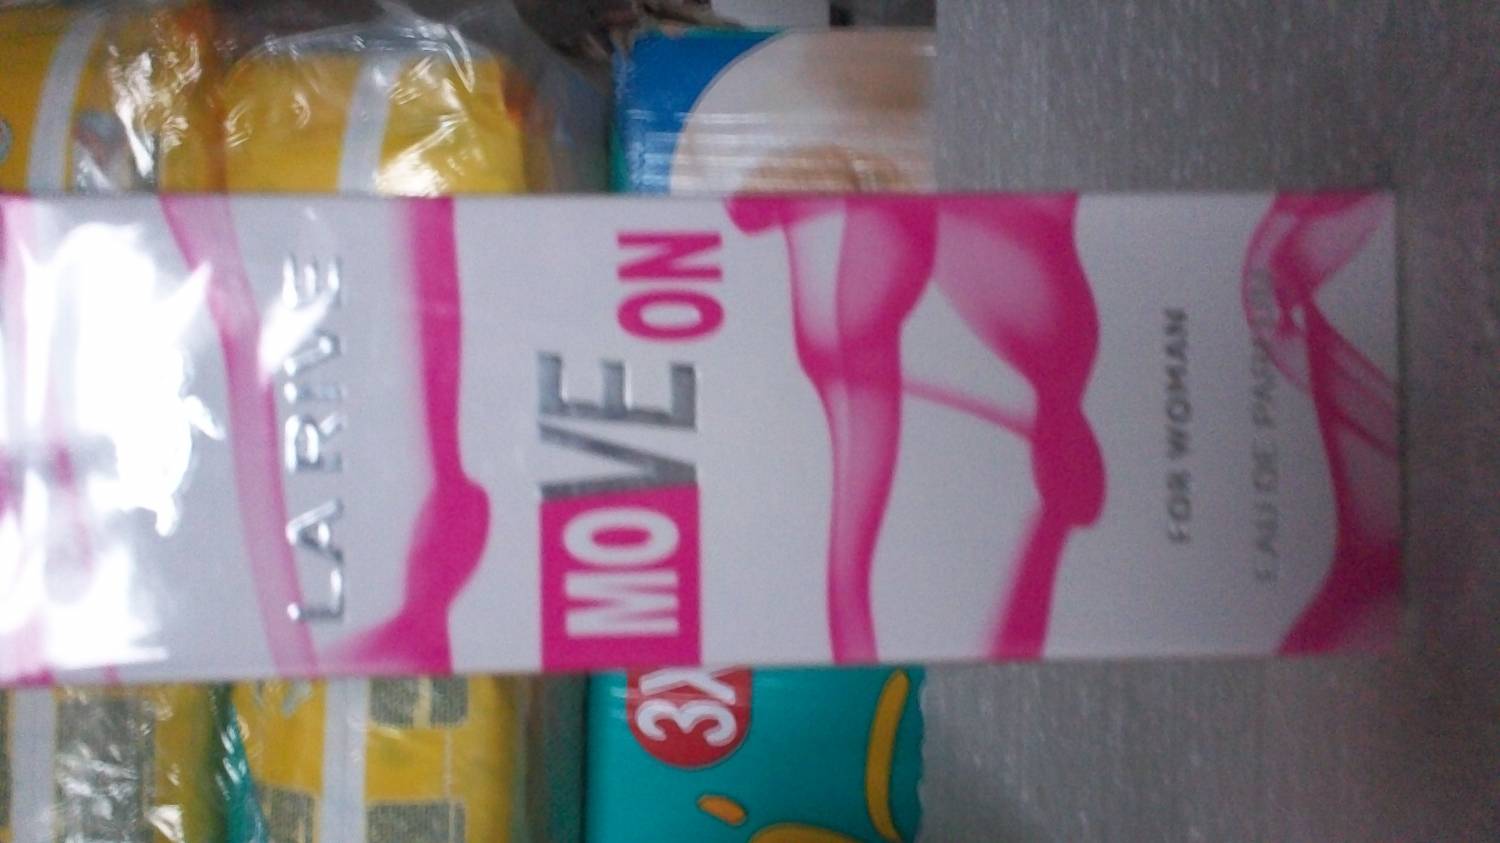 LA RIVE
MOVE ON
FOR WOMAN
EAU DE PARFUM
3X